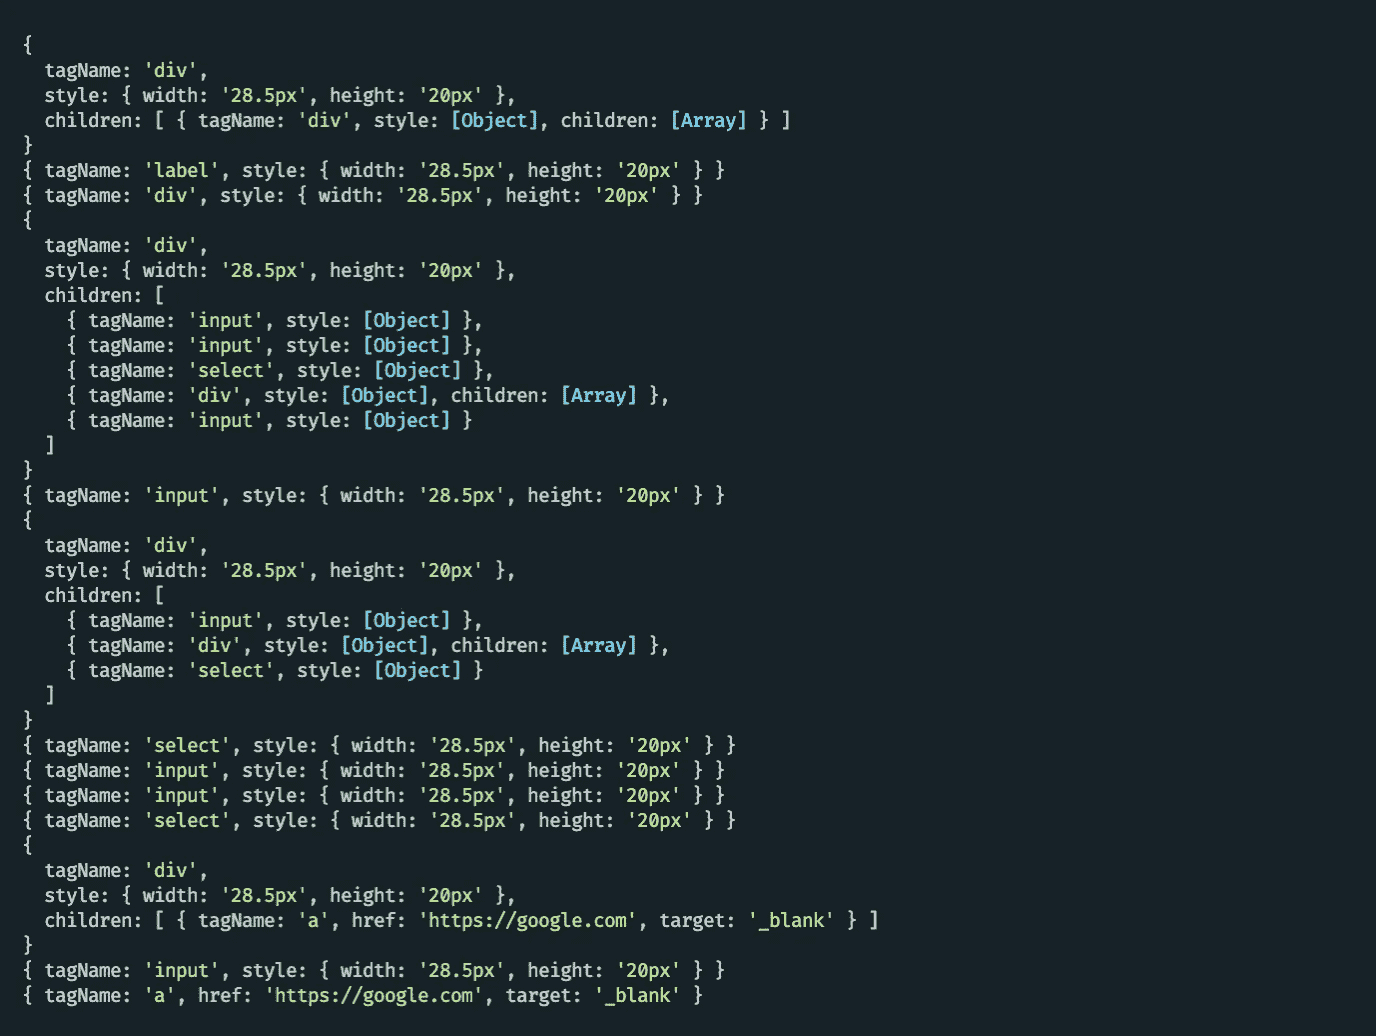 {
  tagName: 'div',
  style: { width: '28.5px', height: '20px' },
  children: [ { tagName: 'div', style: [Object], children: [Array] } ]
}
{ tagName: 'label', style: { width: '28.5px', height: '20px' } }
{ tagName: 'div', style: { width: '28.5px', height: '20px' } }
{
  tagName: 'div',
  style: { width: '28.5px', height: '20px' },
  children: [
    { tagName: 'input', style: [Object] },
    { tagName: 'input', style: [Object] },
    { tagName: 'select', style: [Object] },
    { tagName: 'div', style: [Object], children: [Array] },
    { tagName: 'input', style: [Object] }
  ]
}
{ tagName: 'input', style: { width: '28.5px', height: '20px' } }
{
  tagName: 'div',
  style: { width: '28.5px', height: '20px' },
  children: [
    { tagName: 'input', style: [Object] },
    { tagName: 'div', style: [Object], children: [Array] },
    { tagName: 'select', style: [Object] }
  ]
}
{ tagName: 'select', style: { width: '28.5px', height: '20px' } }
{ tagName: 'input', style: { width: '28.5px', height: '20px' } }
{ tagName: 'input', style: { width: '28.5px', height: '20px' } }
{ tagName: 'select', style: { width: '28.5px', height: '20px' } }
{
  tagName: 'div',
  style: { width: '28.5px', height: '20px' },
  children: [ { tagName: 'a', href: 'https://google.com', target: '_blank' } ]
}
{ tagName: 'input', style: { width: '28.5px', height: '20px' } }
{ tagName: 'a', href: 'https://google.com', target: '_blank' }